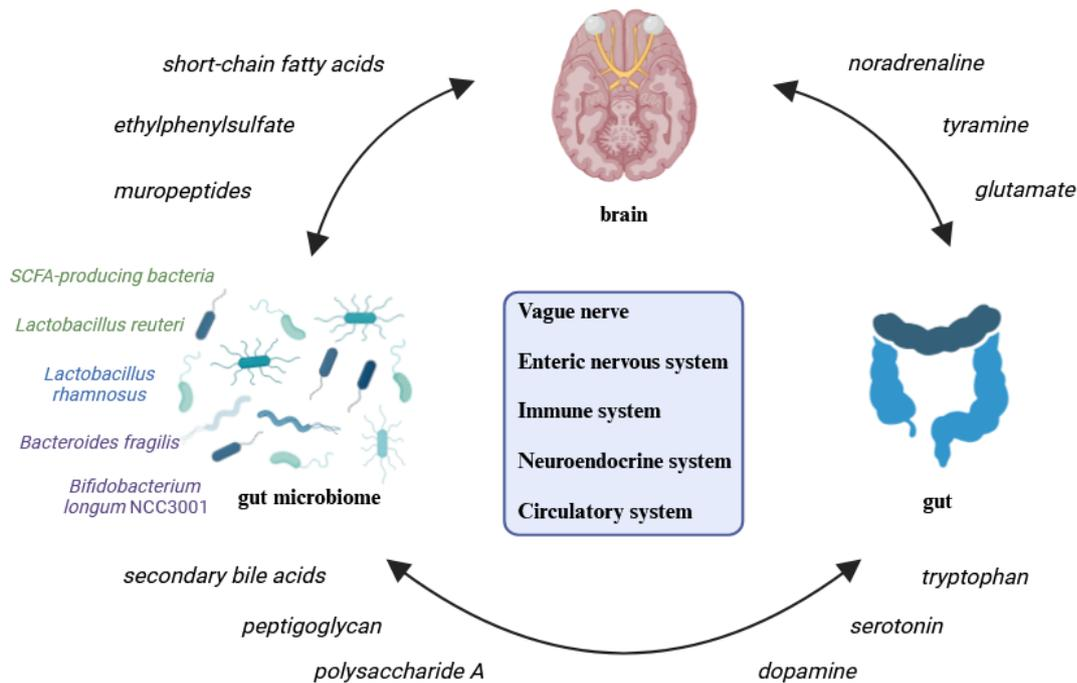 short-chain fatty acids
ethylphenylsulfate
muropeptides
noradrenaline
tyramine
glutamate
brain
SCFA-producing bacteria
Lactobacillus reuteri
Lactobacillus
rhamnosus
Bacteroides fragilis
Bifidobacterium
longum NCC3001
gut microbiome
Vague nerve
Enteric nervous system
Immune system
Neuroendocrine system
Circulatory system
gut
secondary bile acids
peptigoglycan
polysaccharide A
tryptophan
serotonin
dopamine